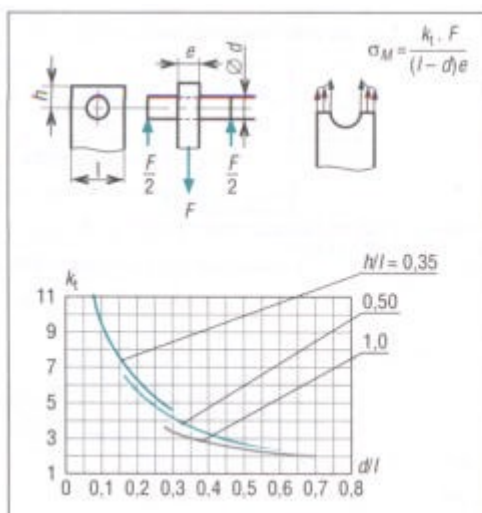 e
Ø d
σM = kt . F / (l – d)e
h
l
F/2
F
F/2
kt
h/l = 0,35
0,50
1,0
11
9
7
5
3
1
0 0,1 0,2 0,3 0,4 0,5 0,6 0,7 0,8
d/l